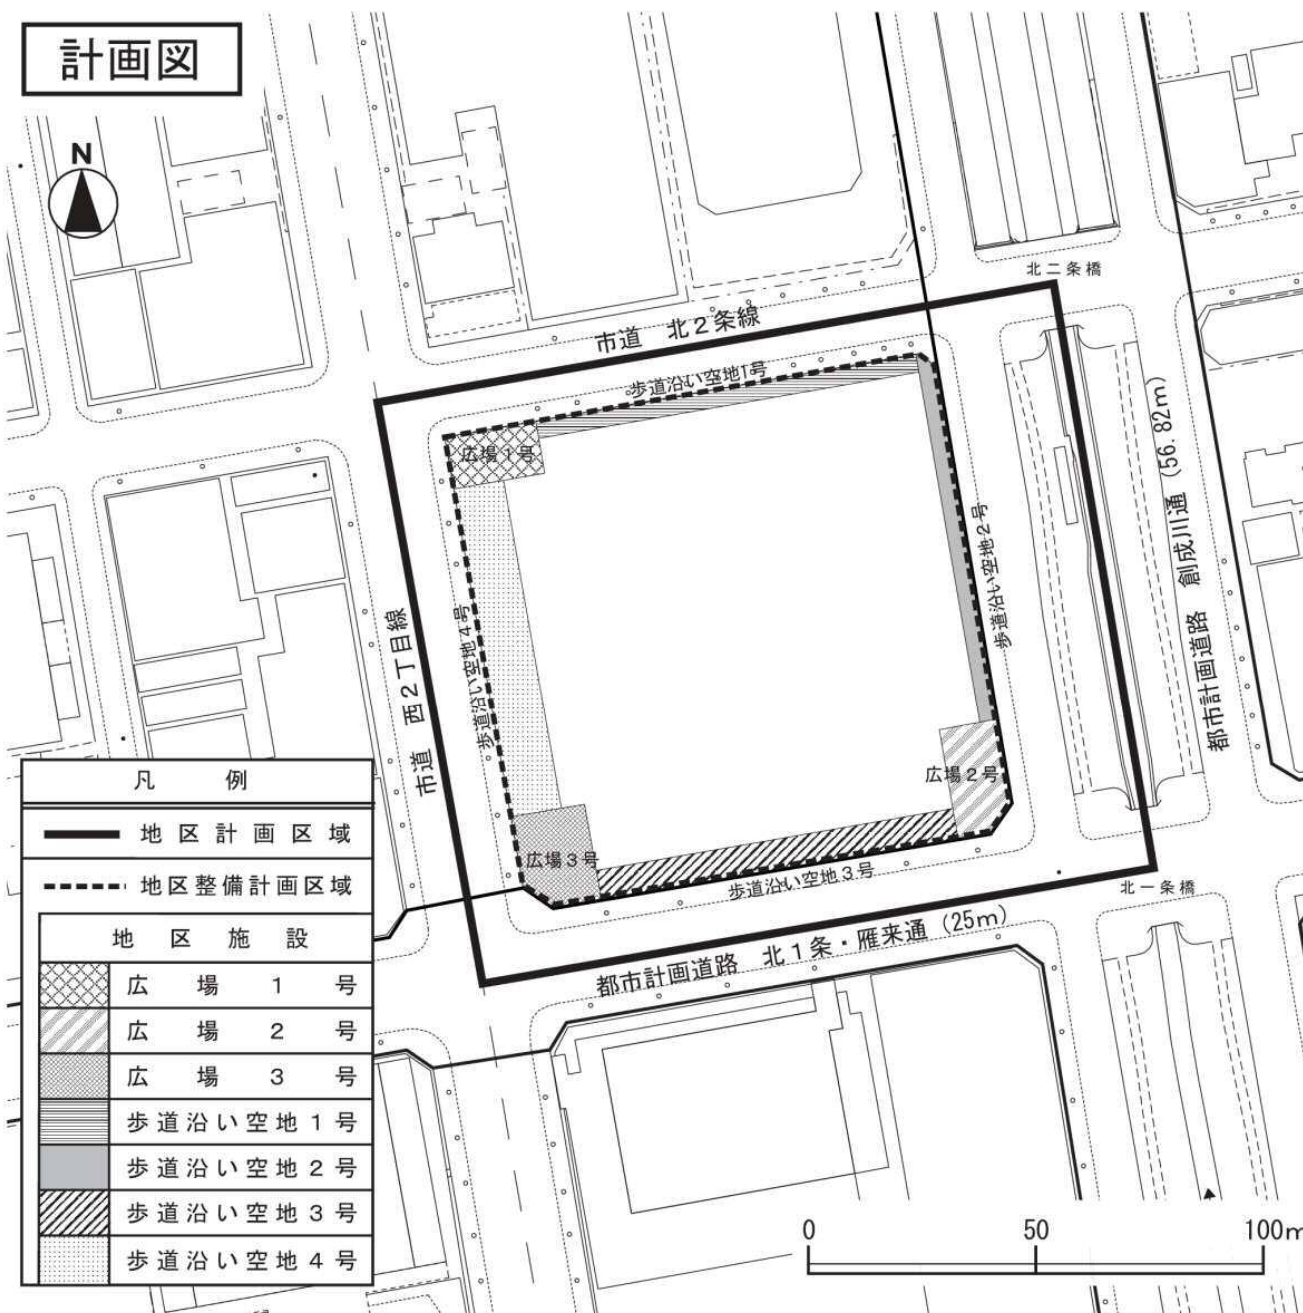 計画図
N
北二条橋
市道 北2条線
歩道沿い空地1号
広場1号
都市計画道路 創成川通（56.82m）
歩道沿い空地2号
市道 西2丁目線
歩道沿い空地4号
広場2号
広場3号
歩道沿い空地3号
北一条橋
都市計画道路 北1条・雁来通（25m）
凡例
地区計画区域
地区整備計画区域
地区施設
広場1号
広場2号
広場3号
歩道沿い空地1号
歩道沿い空地2号
歩道沿い空地3号
歩道沿い空地4号
0 50 100m